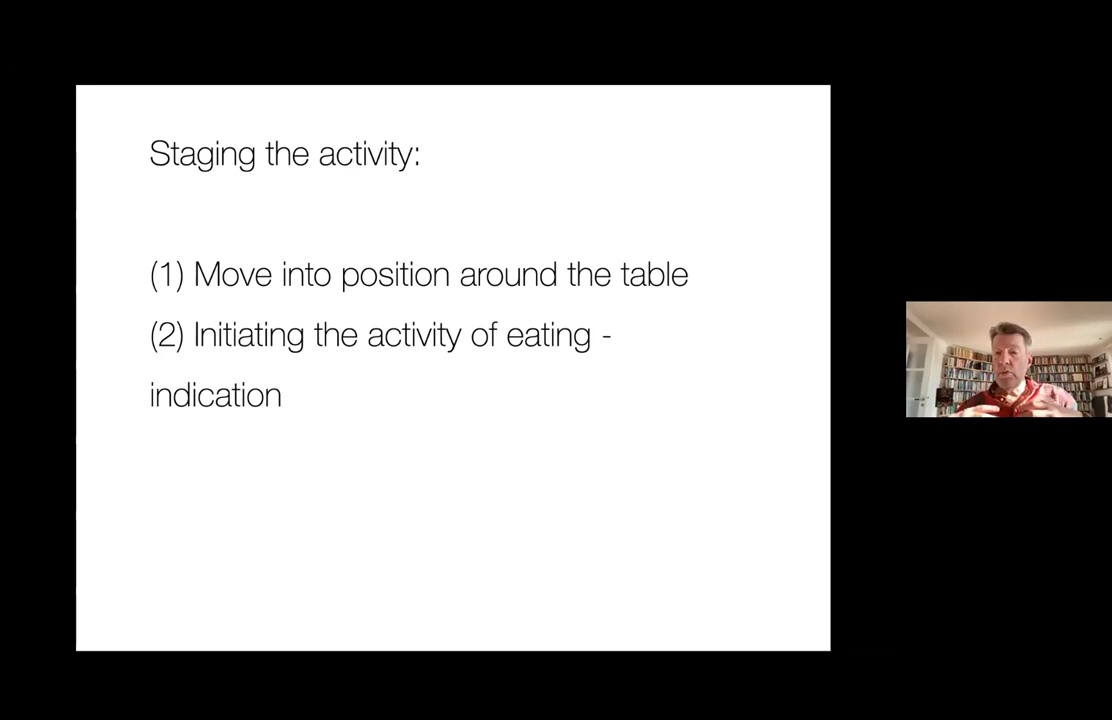 Staging the activity:
(1) Move into position around the table
(2) Initiating the activity of eating -
indication